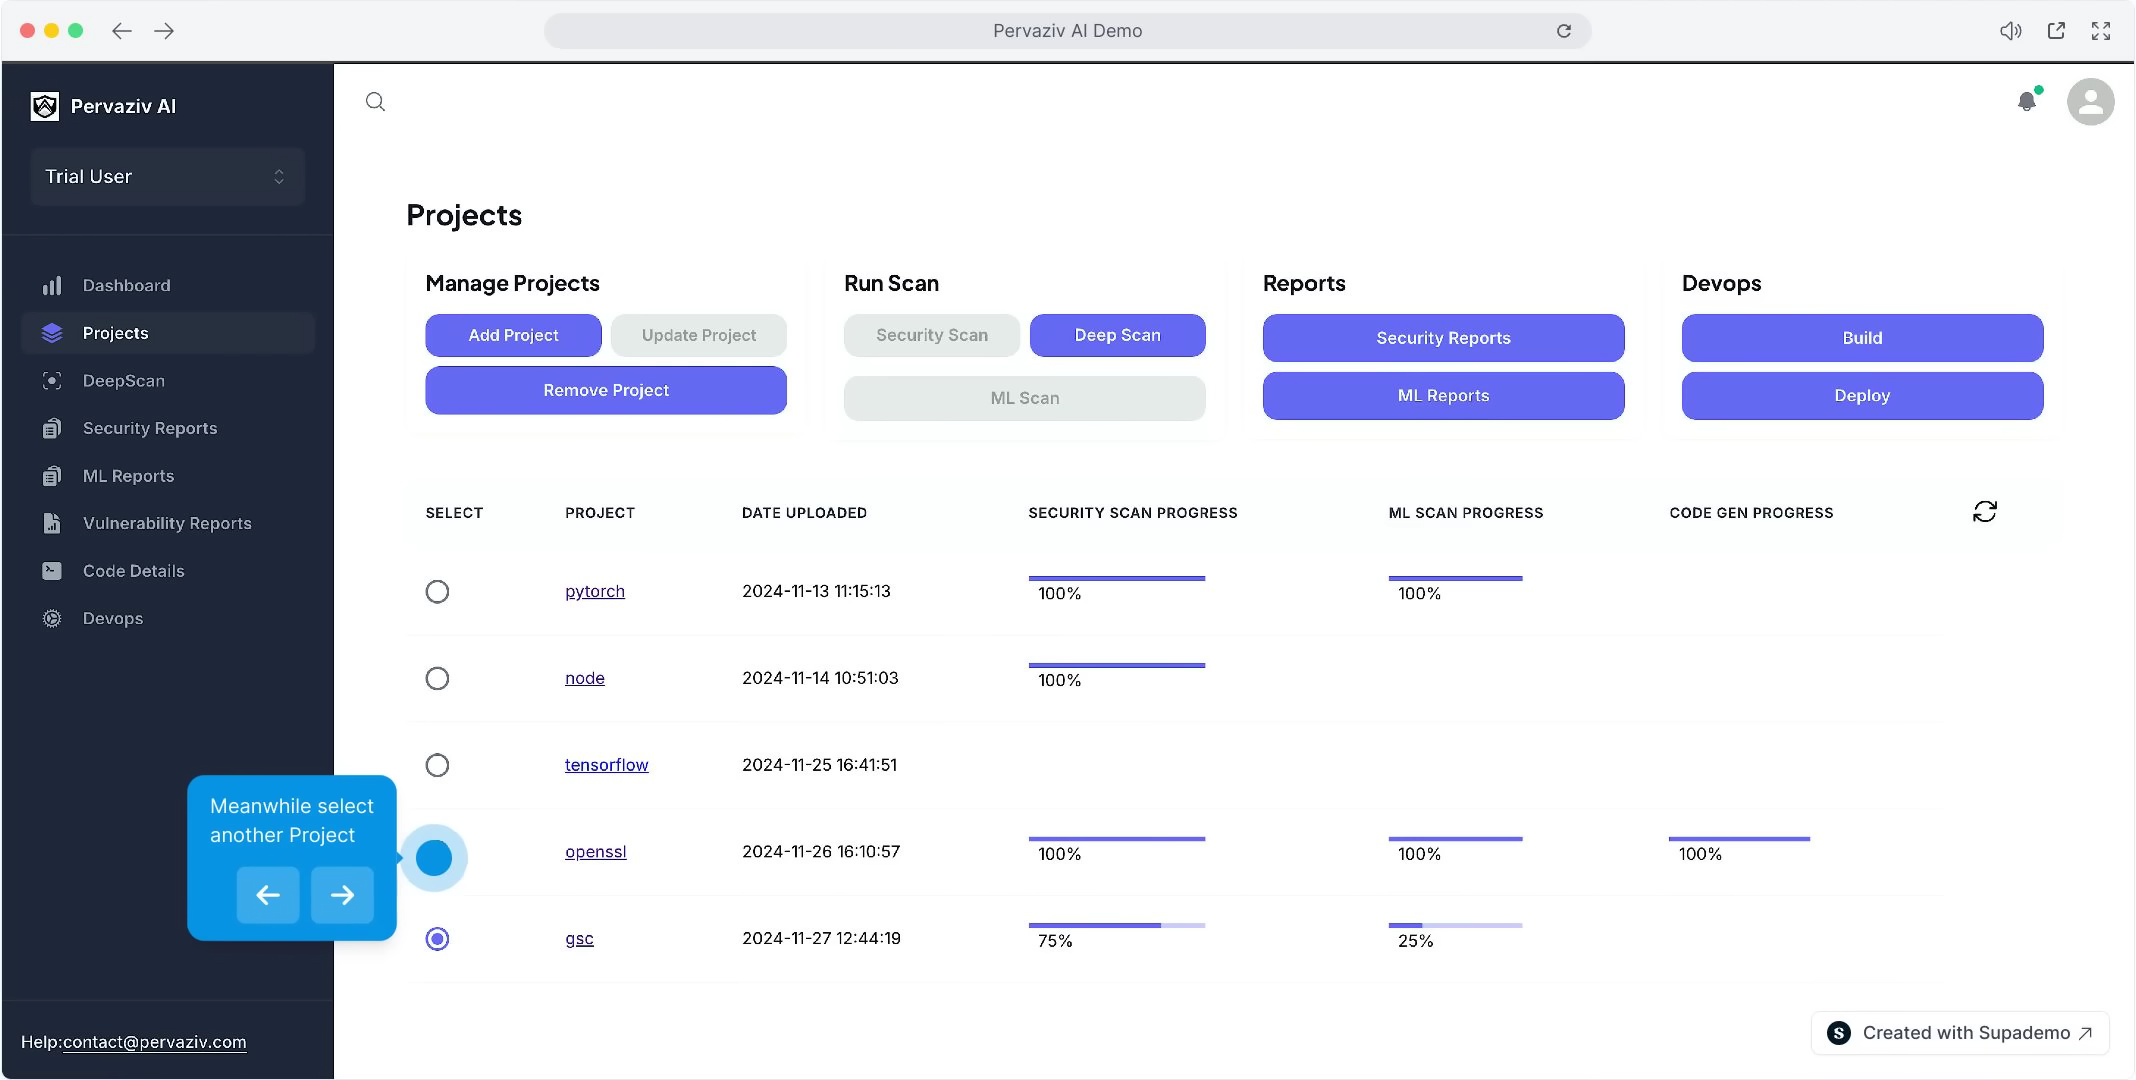 Pervaziv AI Demo
Pervaziv AI
Trial User
Dashboard
Projects
DeepScan
Security Reports
ML Reports
Vulnerability Reports
Code Details
Devops
Help:contact@pervaziv.com
Projects
Manage Projects
Add Project
Update Project
Remove Project
Run Scan
Security Scan
Deep Scan
ML Scan
Reports
Security Reports
ML Reports
Devops
Build
Deploy
SELECT PROJECT DATE UPLOADED SECURITY SCAN PROGRESS ML SCAN PROGRESS CODE GEN PROGRESS
pytorch 2024-11-13 11:15:13 100% 100%
node 2024-11-14 10:51:03 100%
tensorflow 2024-11-25 16:41:51
openssl 2024-11-26 16:10:57 100% 100% 100%
gsc 2024-11-27 12:44:19 75% 25%
Meanwhile select
another Project
S Created with Supademo